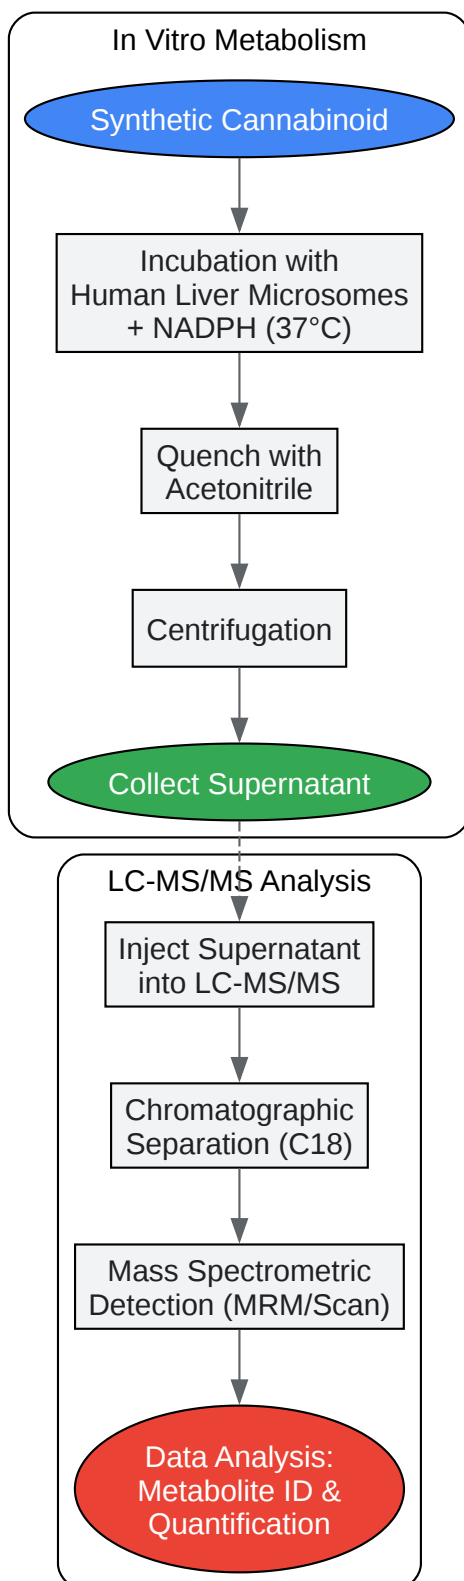 In Vitro Metabolism
Synthetic Cannabinoid
Incubation with
Human Liver Microsomes
+ NADPH (37°C)
Quench with
Acetonitrile
Centrifugation
Collect Supernatant
LC-MS/MS Analysis
Inject Supernatant
into LC-MS/MS
Chromatographic
Separation (C18)
Mass Spectrometric
Detection (MRM/Scan)
Data Analysis:
Metabolite ID &
Quantification